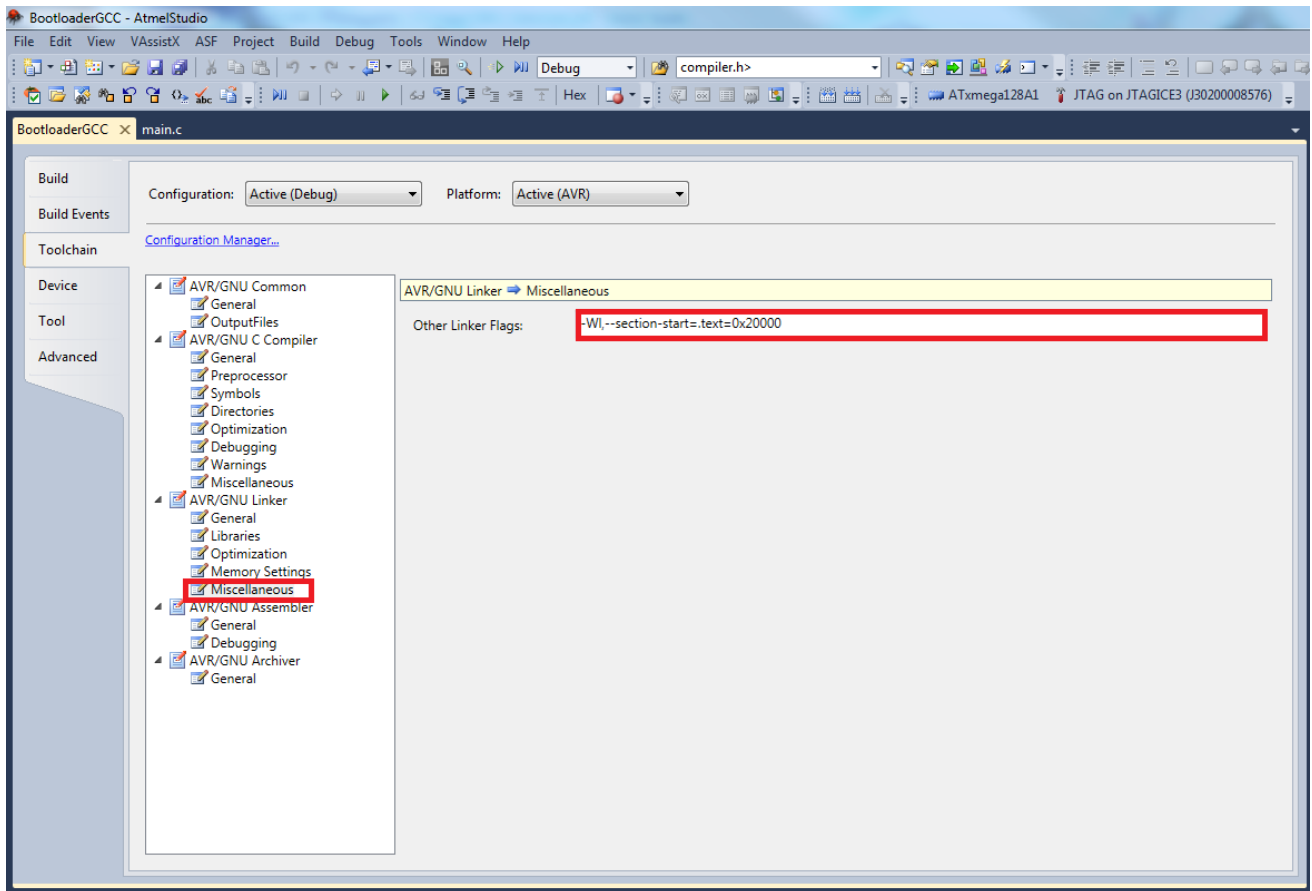 BootloaderGCC - AtmelStudio
File Edit View VAssistX ASF Project Build Debug Tools Window Help
Debug compiler.h>
Hex ATxmega128A1 JTAG on JTAGICE3 (J30200008576)
BootloaderGCC main.c
Build
Build Events
Toolchain
Device
Tool
Advanced
Configuration: Active (Debug) Platform: Active (AVR)
Configuration Manager...
AVR/GNU Common
General
OutputFiles
AVR/GNU C Compiler
General
Preprocessor
Symbols
Directories
Optimization
Debugging
Warnings
Miscellaneous
AVR/GNU Linker
General
Libraries
Optimization
Memory Settings
Miscellaneous
AVR/GNU Assembler
General
Debugging
AVR/GNU Archiver
General
AVR/GNU Linker ➡ Miscellaneous
Other Linker Flags: -Wl,--section-start=.text=0x20000